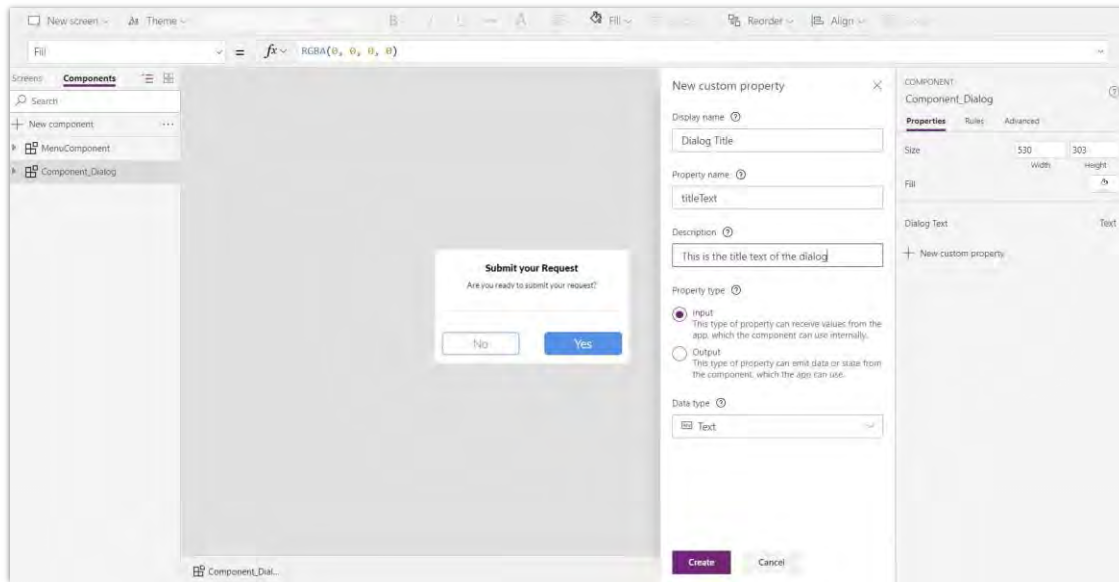 New screen
Theme
B
A
Fill
Reorder
Align
Fill
=
fx
RGBA(0, 0, 0, 0)
Screens
Components
Search
New component
...
MenuComponent
Component_Dialog
Submit your Request
Are you ready to submit your request?
No
Yes
Component_Dial...
New custom property
Display name
Dialog Title
Property name
titleText
Description
This is the title text of the dialog
Property type
Input
This type of property can receive values from the
app, which the component can use internally.
Output
This type of property can emit data or state from
the component, which the app can use.
Data type
Text
Create
Cancel
COMPONENT
Component_Dialog
Properties
Rules
Advanced
Size
530
303
Width
Height
Fill
Dialog Text
Text
New custom property